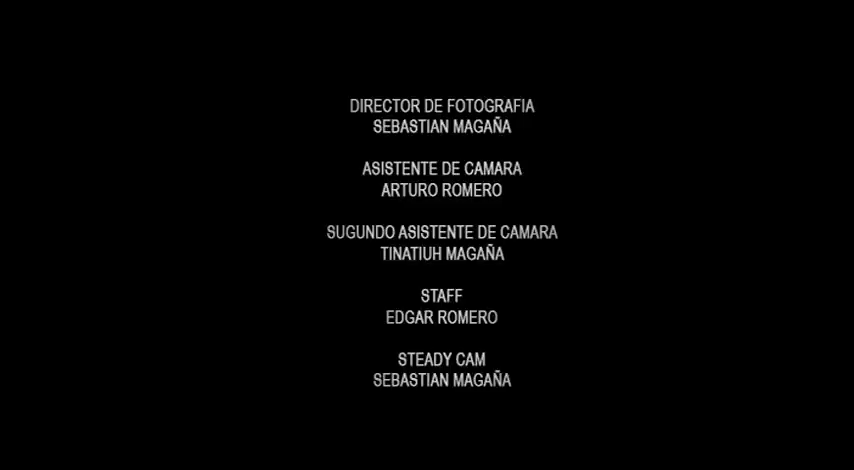 DIRECTOR DE FOTOGRAFIA
SEBASTIAN MAGAÑA
ASISTENTE DE CAMARA
ARTURO ROMERO
SUGUNDO ASISTENTE DE CAMARA
TINATIUH MAGAÑA
STAFF
EDGAR ROMERO
STEADY CAM
SEBASTIAN MAGAÑA